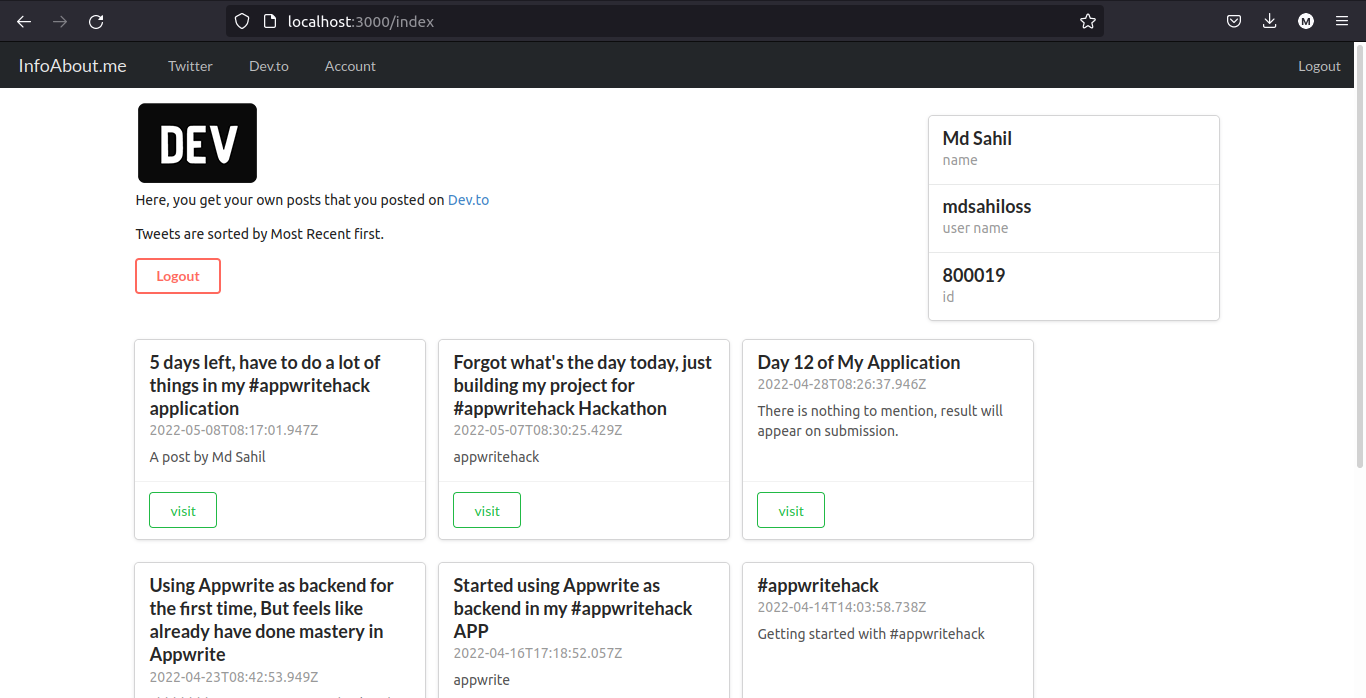 localhost:3000/index
M
InfoAbout.me Twitter Dev.to Account Logout
DEV
Here, you get your own posts that you posted on Dev.to
Tweets are sorted by Most Recent first.
Logout
Md Sahil
name
mdsahiloss
user name
800019
id
5 days left, have to do a lot of
things in my #appwritehack
application
2022-05-08T08:17:01.947Z
A post by Md Sahil
visit
Forgot what's the day today, just
building my project for
#appwritehack Hackathon
2022-05-07T08:30:25.429Z
appwritehack
visit
Day 12 of My Application
2022-04-28T08:26:37.946Z
There is nothing to mention, result will
appear on submission.
visit
Using Appwrite as backend for
the first time, But feels like
already have done mastery in
Appwrite
2022-04-23T08:42:53.949Z
Started using Appwrite as
backend in my #appwritehack
APP
2022-04-16T17:18:52.057Z
appwrite
#appwritehack
2022-04-14T14:03:58.738Z
Getting started with #appwritehack